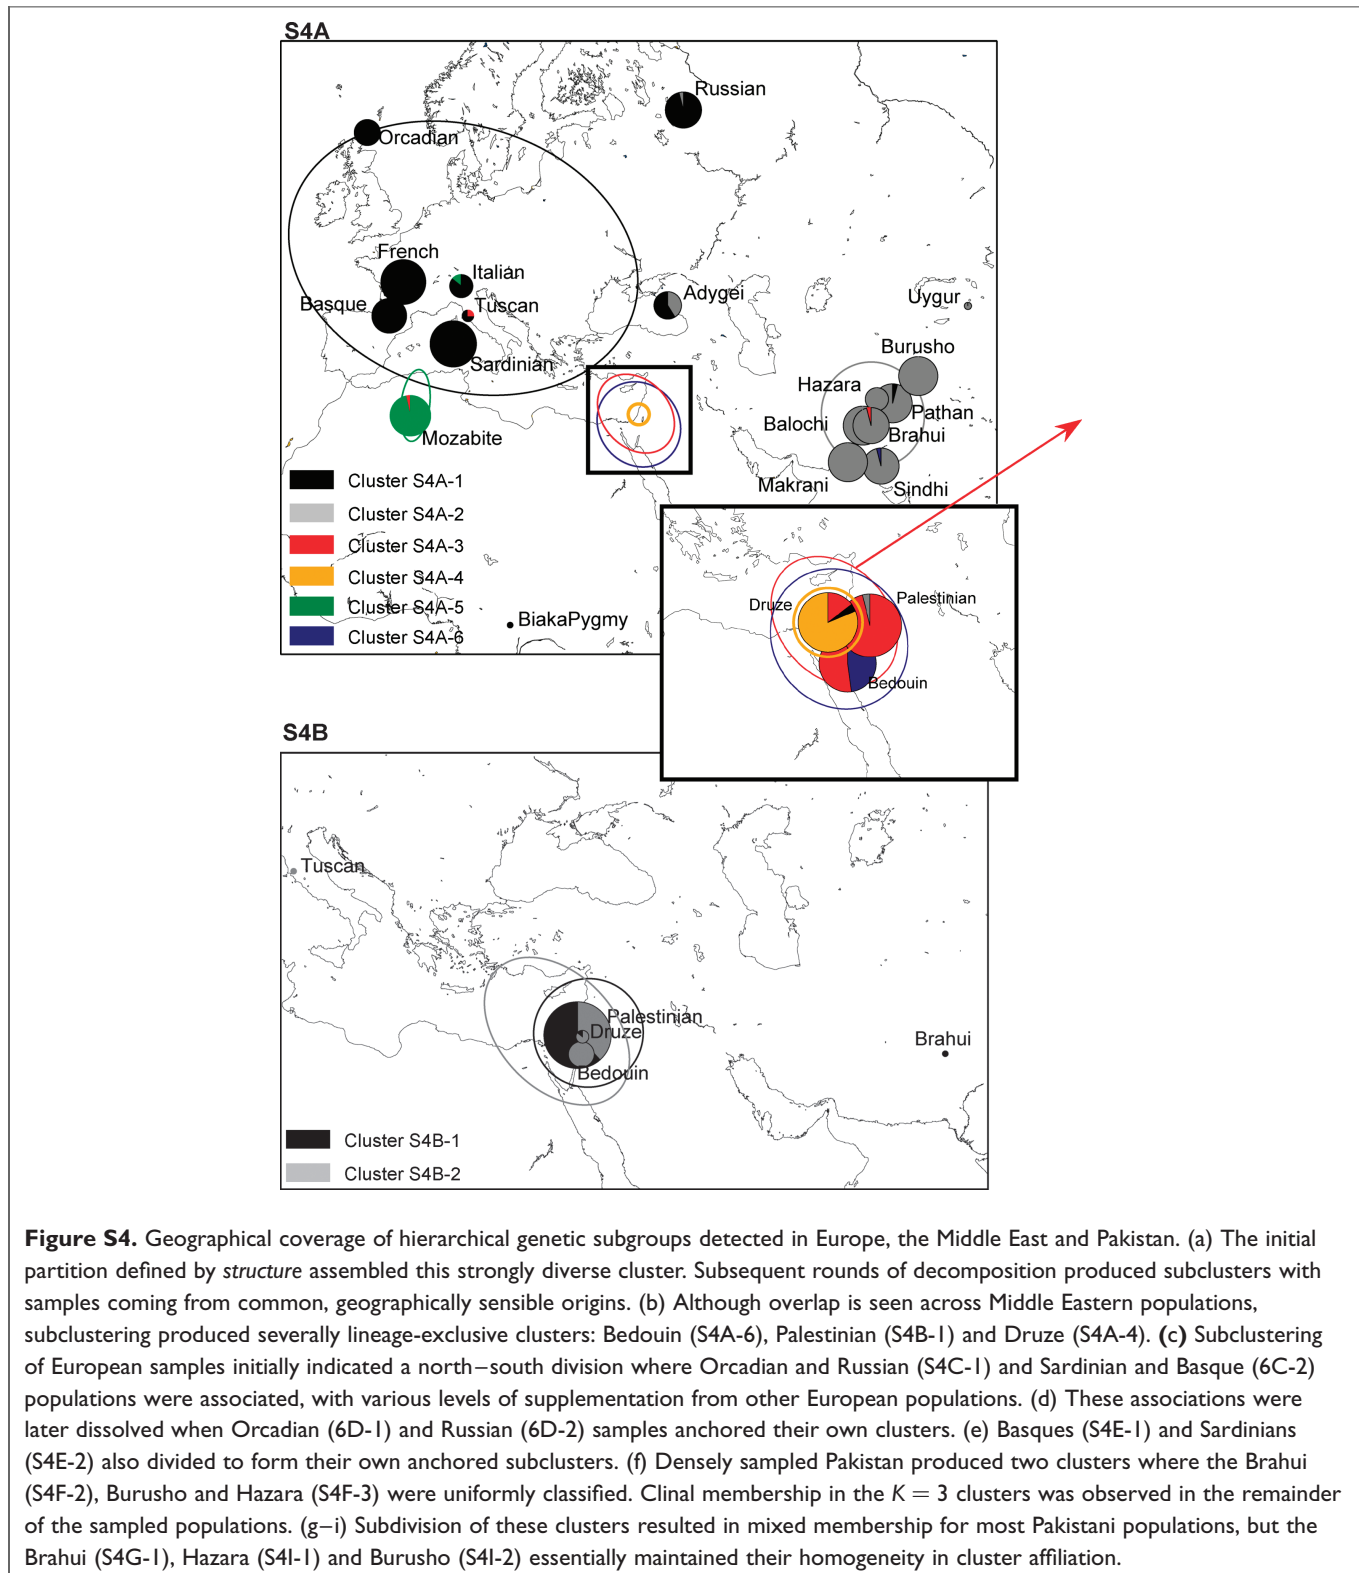 S4A
Russian
Orcadian
French
Italian
Basque
Tuscan
Sardinian
Adygei
Uygur
Burusho
Hazara
Pathan
Balochi
Brahui
Makrani
Sindhi
Mozabite
Cluster S4A-1
Cluster S4A-2
Cluster S4A-3
Cluster S4A-4
Cluster S4A-5
Cluster S4A-6
BiakaPygmy
Druze
Palestinian
Bedouin
S4B
Tuscan
Palestinian
Druze
Bedouin
Brahui
Cluster S4B-1
Cluster S4B-2
Figure S4. Geographical coverage of hierarchical genetic subgroups detected in Europe, the Middle East and Pakistan. (a) The initial
partition defined by structure assembled this strongly diverse cluster. Subsequent rounds of decomposition produced subclusters with
samples coming from common, geographically sensible origins. (b) Although overlap is seen across Middle Eastern populations,
subclustering produced severally lineage-exclusive clusters: Bedouin (S4A-6), Palestinian (S4B-1) and Druze (S4A-4). (c) Subclustering
of European samples initially indicated a north–south division where Orcadian and Russian (S4C-1) and Sardinian and Basque (6C-2)
populations were associated, with various levels of supplementation from other European populations. (d) These associations were
later dissolved when Orcadian (6D-1) and Russian (6D-2) samples anchored their own clusters. (e) Basques (S4E-1) and Sardinians
(S4E-2) also divided to form their own anchored subclusters. (f) Densely sampled Pakistan produced two clusters where the Brahui
(S4F-2), Burusho and Hazara (S4F-3) were uniformly classified. Clinal membership in the K = 3 clusters was observed in the remainder
of the sampled populations. (g–i) Subdivision of these clusters resulted in mixed membership for most Pakistani populations, but the
Brahui (S4G-1), Hazara (S4I-1) and Burusho (S4I-2) essentially maintained their homogeneity in cluster affiliation.